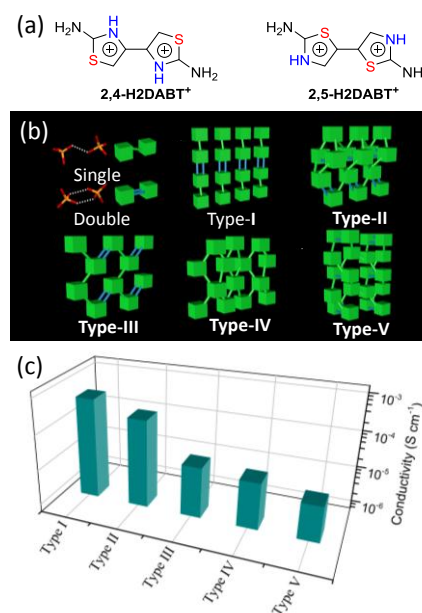 (a)
H₂N
HN
S
NH
S
NH₂
2,4-H2DABT⁺
H₂N
S
HN
NH
S
NH
2,5-H2DABT⁺
(b)
Single
Double
Type-I
Type-II
Type-III
Type-IV
Type-V
(c)
10⁻³
10⁻⁴
10⁻⁵
10⁻⁶
Conductivity (S cm⁻¹)
Type I
Type II
Type III
Type IV
Type V